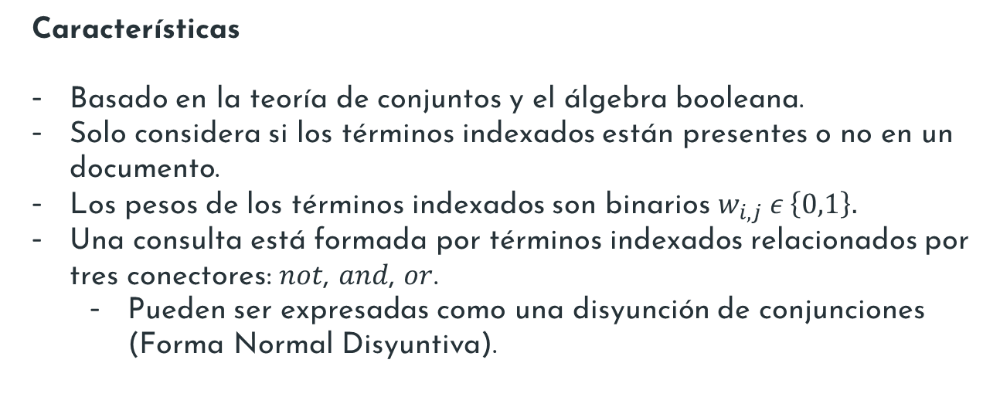 Características
- Basado en la teoría de conjuntos y el álgebra booleana.
- Solo considera si los términos indexados están presentes o no en un
documento.
- Los pesos de los términos indexados son binarios w_{i,j} ϵ {0,1}.
- Una consulta está formada por términos indexados relacionados por
tres conectores: not, and, or.
- Pueden ser expresadas como una disyunción de conjunciones
(Forma Normal Disyuntiva).